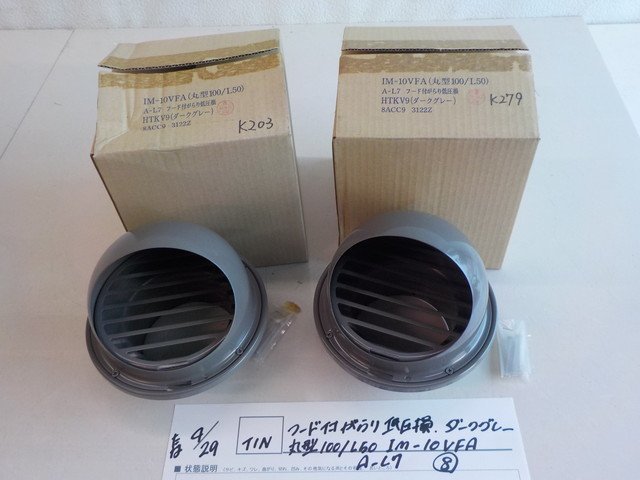 IM-10VFA(丸型100/L50)
A-L7 フード付がらり低圧損
HTKV9(ダークグレー)
8ACC9 3122Z
K203
IM-10VFA(丸型100/L50)
A-L7 フード付がらり低圧損
HTKV9(ダークグレー)
8ACC9 3122Z
K279
4/29 TIN フード付がらり低圧損. ダークグレー
丸型100/L50 IM-10VFA
A-L7 ⑧
■ 状態説明